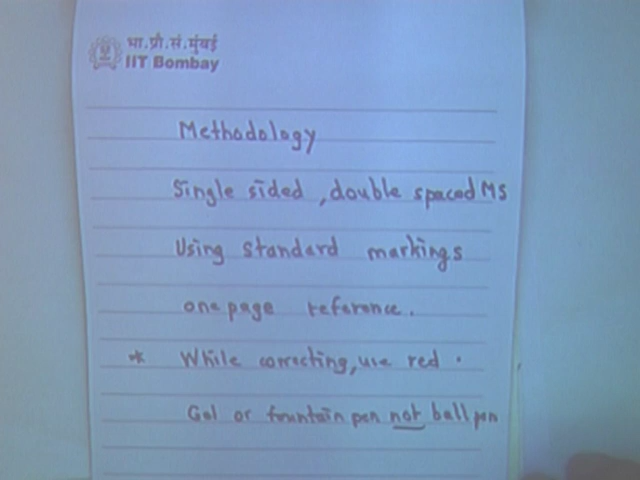 भा.प्रौ.सं.मुंबई
IIT Bombay
Methodology
Single sided, double spaced MS
Using standard markings
one page reference.
* While correcting, use red.
Gel or fountain pen not ball pen